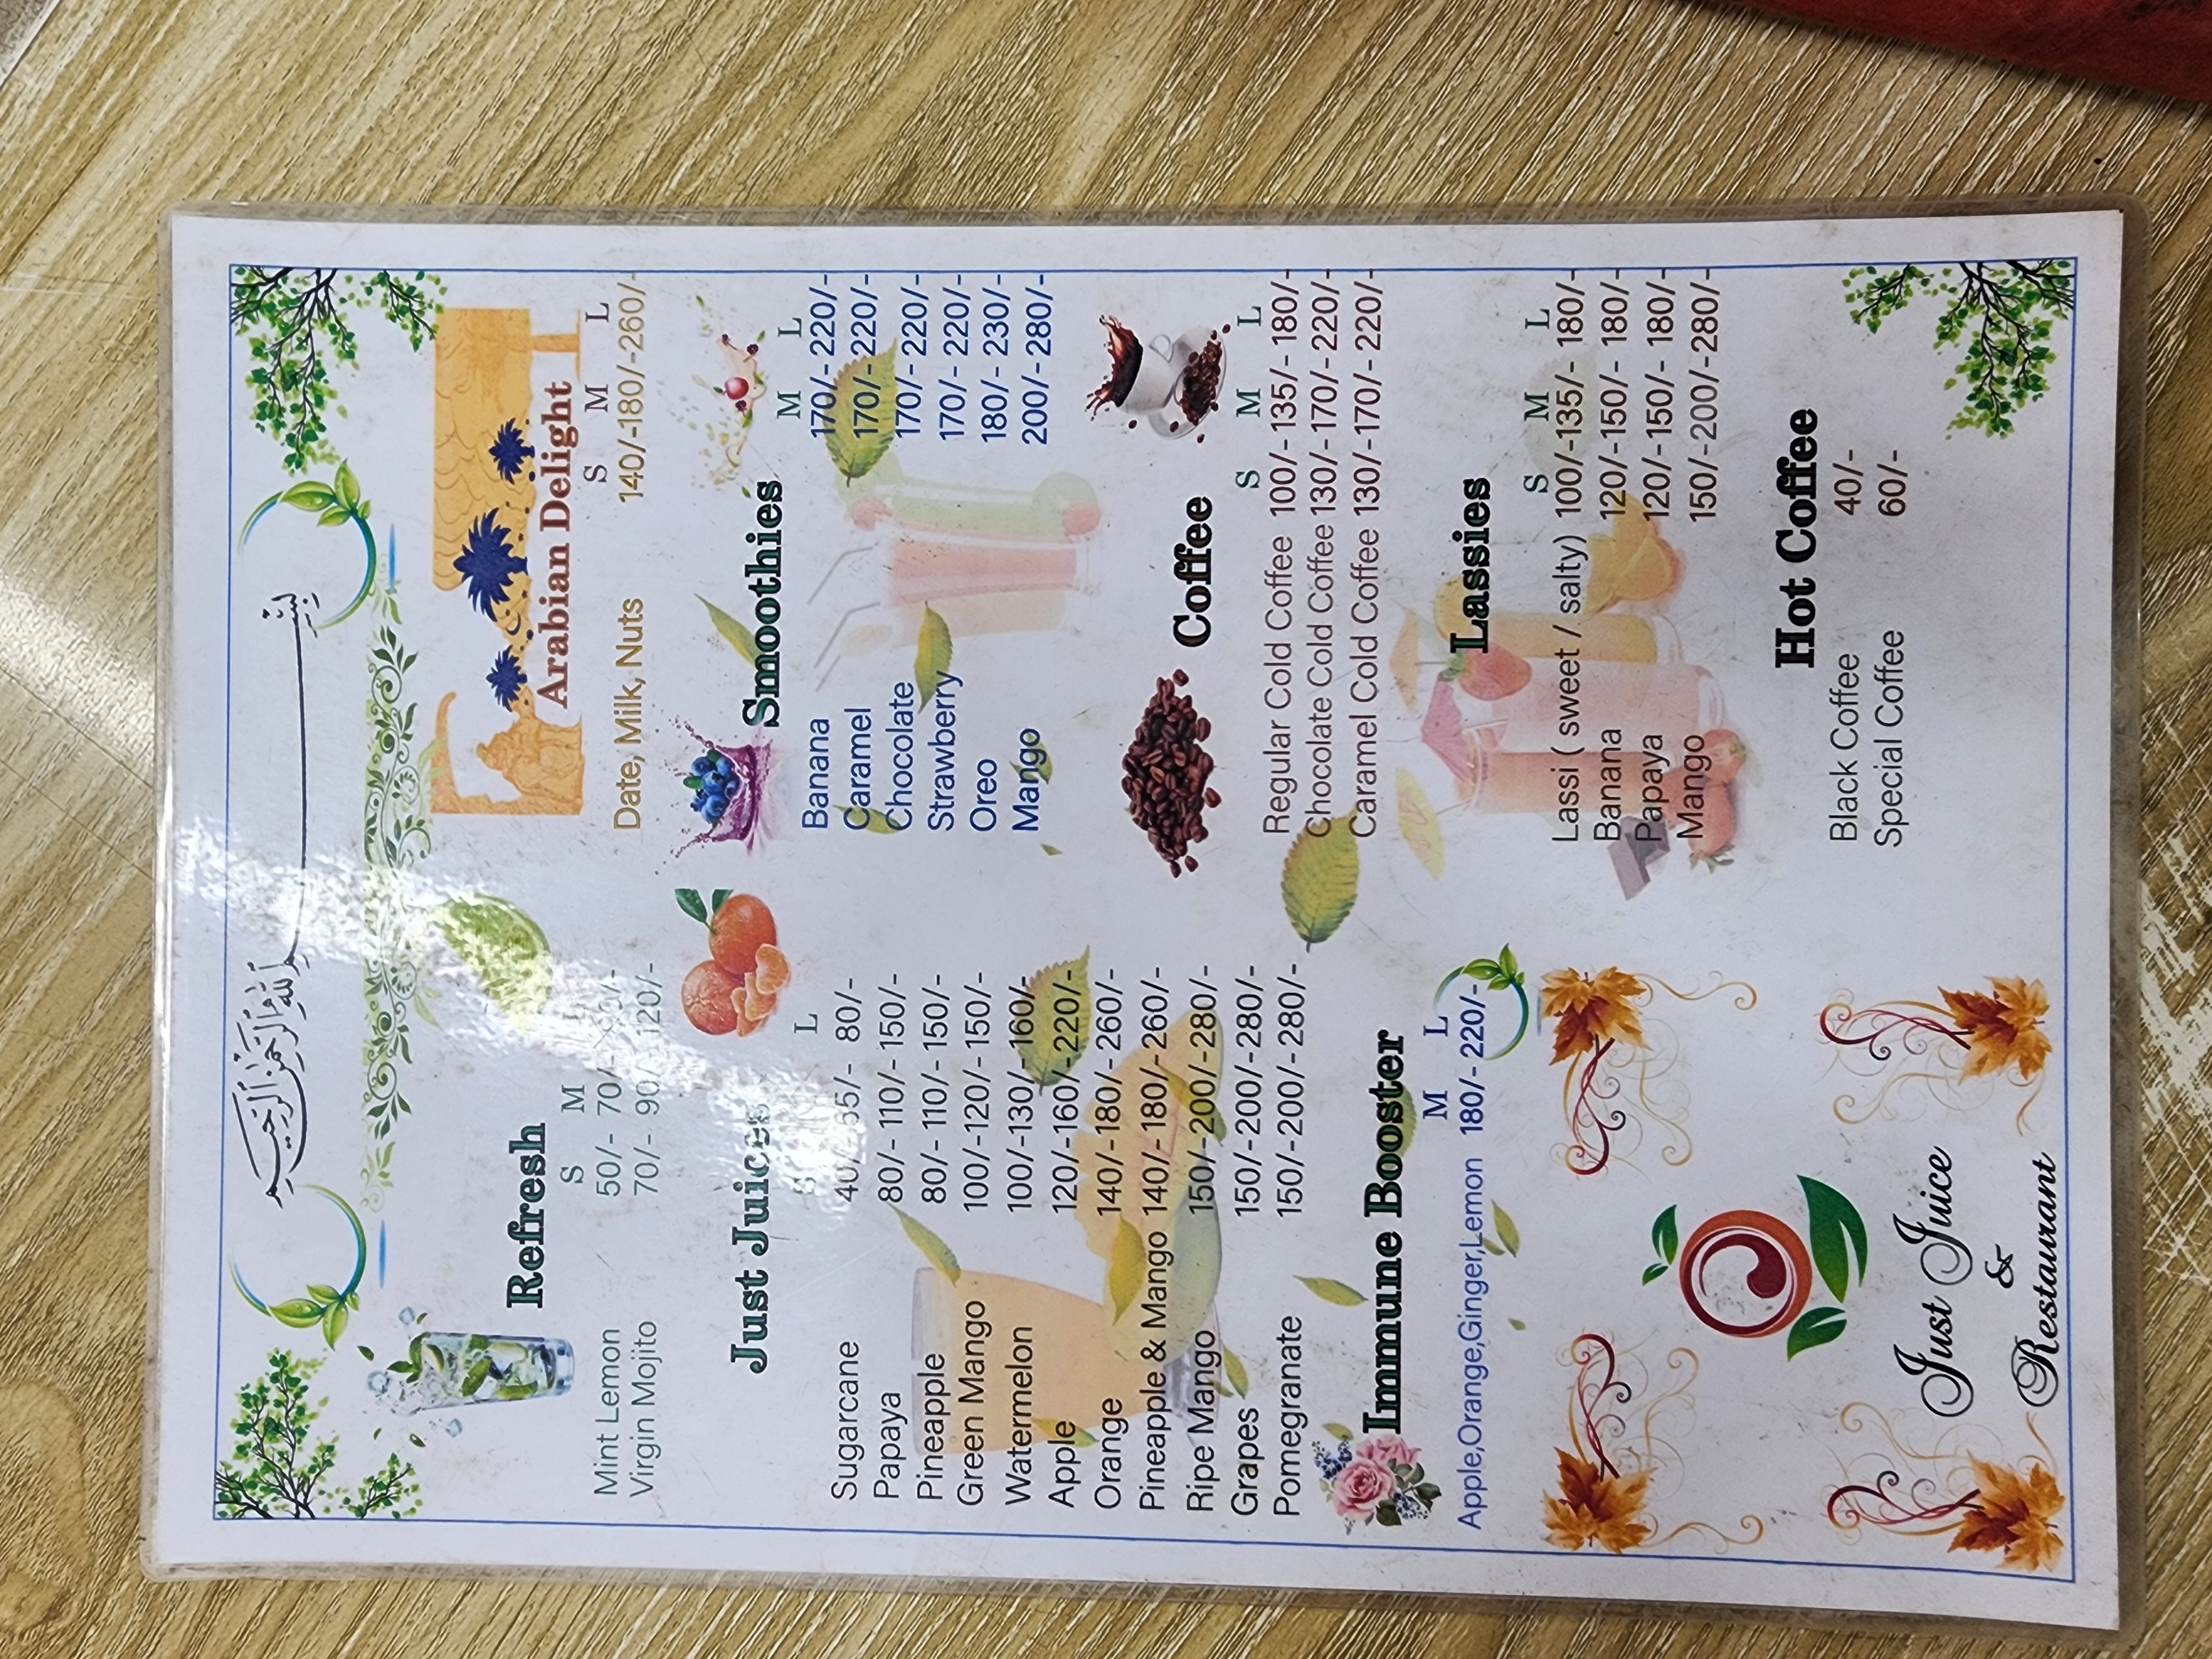 بِسْمِ ٱللَّهِ ٱلرَّحْمَٰنِ ٱلرَّحِيمِ
Refresh
S M
Mint Lemon 50/- 70/-
Virgin Mojito 70/- 90/- 120/-
Just Juices
S L
Sugarcane 40/- 80/-
Papaya 80/- 110/- 150/-
Pineapple 80/- 110/- 150/-
Green Mango 100/- 120/- 150/-
Watermelon 100/- 130/- 160/-
Apple 120/- 160/- 220/-
Orange 140/- 180/- 260/-
Pineapple & Mango 140/- 180/- 260/-
Ripe Mango 150/- 200/- 280/-
Grapes 150/- 200/- 280/-
Pomegranate 150/- 200/- 280/-
Immune Booster
M L
Apple,Orange,Ginger,Lemon 180/- 220/-
Just Juice
&
Restaurant
Arabian Delight
S M L
Date, Milk, Nuts 140/- 180/- 260/-
Smoothies
M L
Banana 170/- 220/-
Caramel 170/- 220/-
Chocolate 170/- 220/-
Strawberry 170/- 220/-
Oreo 180/- 230/-
Mango 200/- 280/-
Coffee
S M L
Regular Cold Coffee 100/- 135/- 180/-
Chocolate Cold Coffee 130/- 170/- 220/-
Caramel Cold Coffee 130/- 170/- 220/-
Lassies
S M L
Lassi ( sweet / salty) 100/- 135/- 180/-
Banana 120/- 150/- 180/-
Papaya 120/- 150/- 180/-
Mango 150/- 200/- 280/-
Hot Coffee
Black Coffee 40/-
Special Coffee 60/-